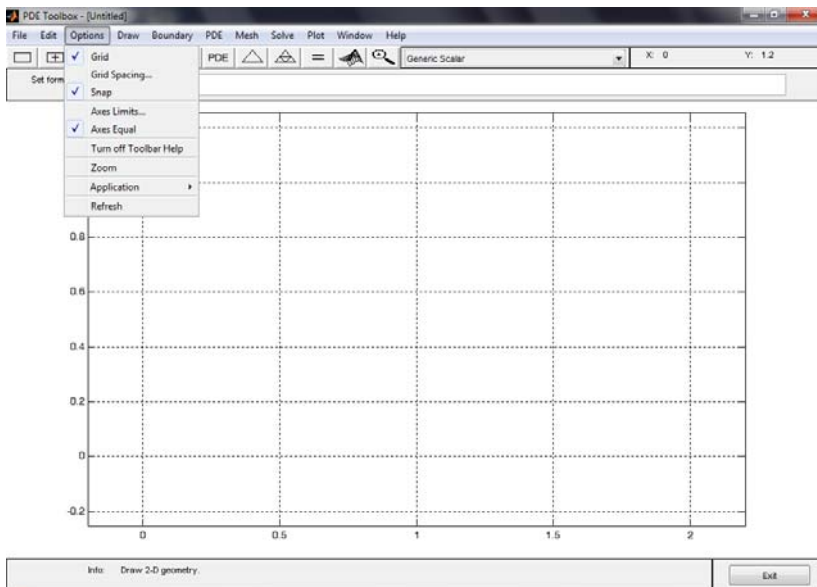 PDE Toolbox - [Untitled]
File Edit Options Draw Boundary PDE Mesh Solve Plot Window Help
PDE = Generic Scalar X: 0 Y: 1.2
Set form
Grid
Grid Spacing...
Snap
Axes Limits...
Axes Equal
Turn off Toolbar Help
Zoom
Application
Refresh
0.8
0.6
0.4
0.2
0
-0.2
0 0.5 1 1.5 2
Info: Draw 2-D geometry.
Exit